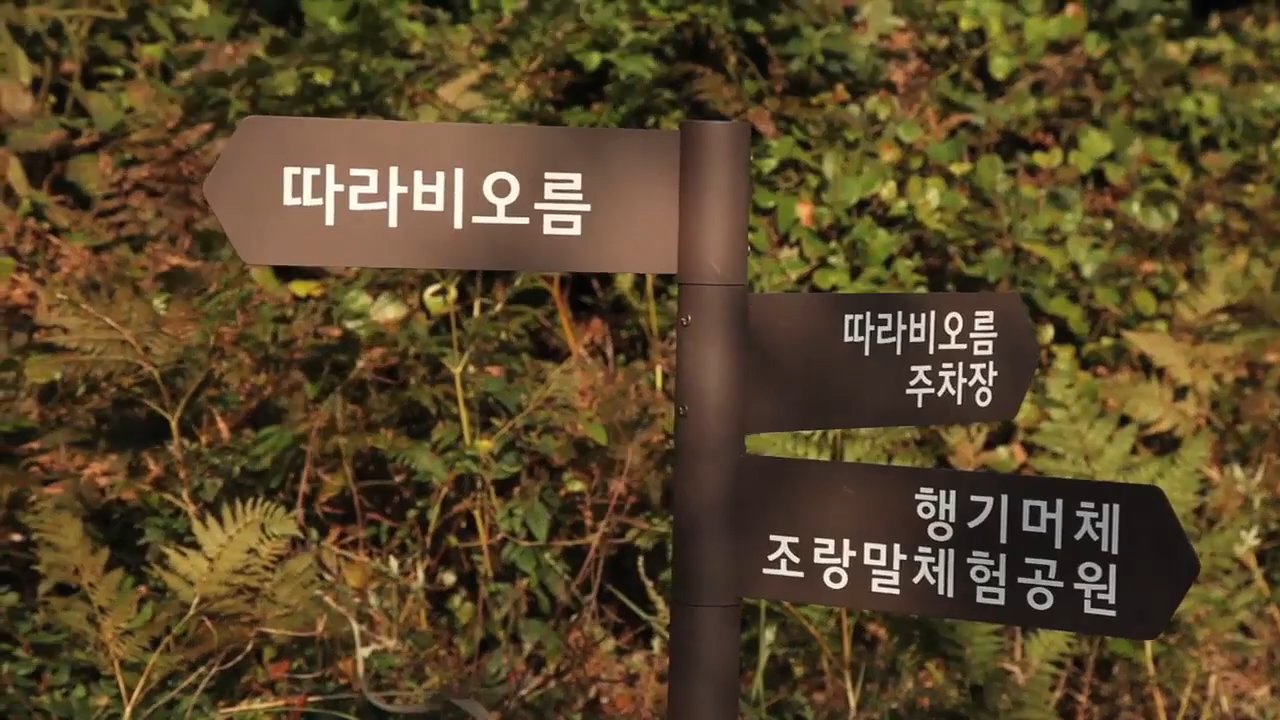 따라비오름
따라비오름
주차장
행기머체
조랑말체험공원